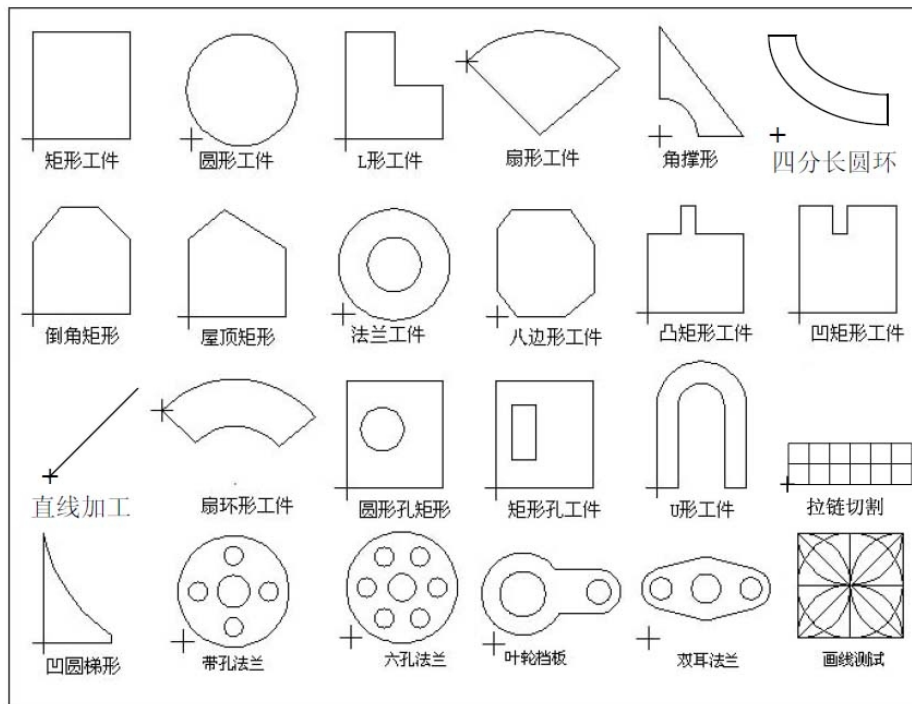 矩形工件
圆形工件
L形工件
扇形工件
角撑形
四分长圆环
倒角矩形
屋顶矩形
法兰工件
八边形工件
凸矩形工件
凹矩形工件
直线加工
扇环形工件
圆形孔矩形
矩形孔工件
U形工件
拉链切割
凹圆梯形
带孔法兰
六孔法兰
叶轮挡板
双耳法兰
画线测试